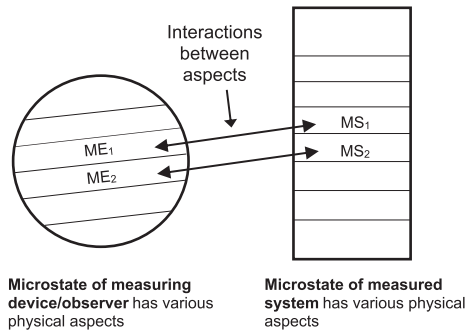 Interactions
between
aspects
ME₁
ME₂
MS₁
MS₂
Microstate of measuring
device/observer has various
physical aspects
Microstate of measured
system has various physical
aspects